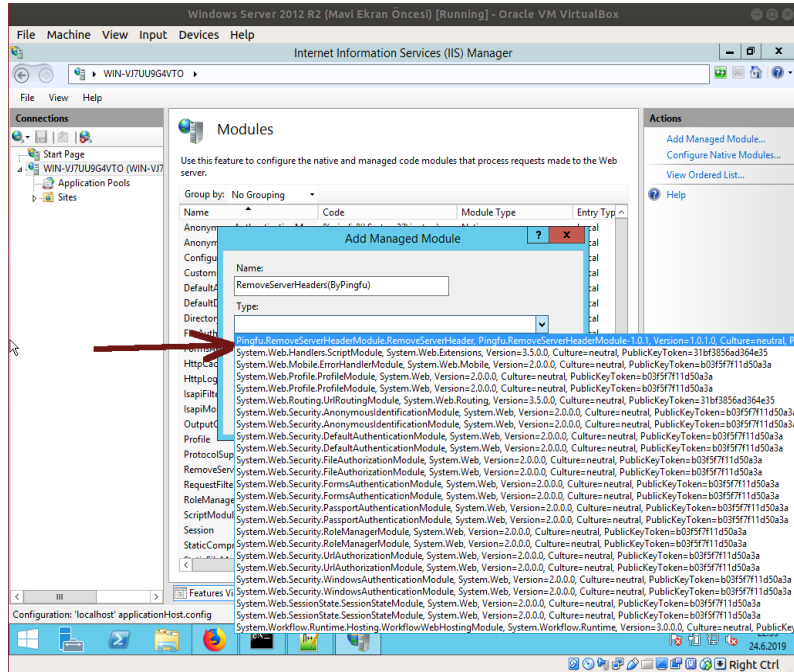 Windows Server 2012 R2 (Mavi Ekran Öncesi) [Running] - Oracle VM VirtualBox
File Machine View Input Devices Help
Internet Information Services (IIS) Manager
WIN-VJ7UU9G4VTO
File View Help
Connections
Start Page
WIN-VJ7UU9G4VTO (WIN-VJ7
Application Pools
Sites
Modules
Use this feature to configure the native and managed code modules that process requests made to the Web
server.
Group by: No Grouping
Name Code Module Type Entry Typ
Anonym
Anonym cal
Configu cal
Custom cal
DefaultA cal
DefaultD cal
Director cal
HttpCac
HttpLog
IsapiFilte
IsapiMo
OutputC
Profile
ProtocolSup
RemoveServ
RequestFilte
RoleManage
ScriptModul
Session
StaticCompr
Add Managed Module
? x
Name:
RemoveServerHeaders(ByPingfu)
Type:
Pingfu.RemoveServerHeaderModule.RemoveServerHeader, Pingfu.RemoveServerHeaderModule-1.0.1, Version=1.0.1.0, Culture=neutral, P
System.Web.Handlers.ScriptModule, System.Web.Extensions, Version=3.5.0.0, Culture=neutral, PublicKeyToken=31bf3856ad364e35
System.Web.Mobile.ErrorHandlerModule, System.Web.Mobile, Version=2.0.0.0, Culture=neutral, PublicKeyToken=b03f5f7f11d50a3a
System.Web.Profile.ProfileModule, System.Web, Version=2.0.0.0, Culture=neutral, PublicKeyToken=b03f5f7f11d50a3a
System.Web.Profile.ProfileModule, System.Web, Version=2.0.0.0, Culture=neutral, PublicKeyToken=b03f5f7f11d50a3a
System.Web.Routing.UrlRoutingModule, System.Web.Routing, Version=3.5.0.0, Culture=neutral, PublicKeyToken=31bf3856ad364e35
System.Web.Security.AnonymousIdentificationModule, System.Web, Version=2.0.0.0, Culture=neutral, PublicKeyToken=b03f5f7f11d50a3a
System.Web.Security.AnonymousIdentificationModule, System.Web, Version=2.0.0.0, Culture=neutral, PublicKeyToken=b03f5f7f11d50a3a
System.Web.Security.DefaultAuthenticationModule, System.Web, Version=2.0.0.0, Culture=neutral, PublicKeyToken=b03f5f7f11d50a3a
System.Web.Security.DefaultAuthenticationModule, System.Web, Version=2.0.0.0, Culture=neutral, PublicKeyToken=b03f5f7f11d50a3a
System.Web.Security.FileAuthorizationModule, System.Web, Version=2.0.0.0, Culture=neutral, PublicKeyToken=b03f5f7f11d50a3a
System.Web.Security.FileAuthorizationModule, System.Web, Version=2.0.0.0, Culture=neutral, PublicKeyToken=b03f5f7f11d50a3a
System.Web.Security.FormsAuthenticationModule, System.Web, Version=2.0.0.0, Culture=neutral, PublicKeyToken=b03f5f7f11d50a3a
System.Web.Security.FormsAuthenticationModule, System.Web, Version=2.0.0.0, Culture=neutral, PublicKeyToken=b03f5f7f11d50a3a
System.Web.Security.PassportAuthenticationModule, System.Web, Version=2.0.0.0, Culture=neutral, PublicKeyToken=b03f5f7f11d50a3a
System.Web.Security.PassportAuthenticationModule, System.Web, Version=2.0.0.0, Culture=neutral, PublicKeyToken=b03f5f7f11d50a3a
System.Web.Security.RoleManagerModule, System.Web, Version=2.0.0.0, Culture=neutral, PublicKeyToken=b03f5f7f11d50a3a
System.Web.Security.RoleManagerModule, System.Web, Version=2.0.0.0, Culture=neutral, PublicKeyToken=b03f5f7f11d50a3a
System.Web.Security.UrlAuthorizationModule, System.Web, Version=2.0.0.0, Culture=neutral, PublicKeyToken=b03f5f7f11d50a3a
System.Web.Security.UrlAuthorizationModule, System.Web, Version=2.0.0.0, Culture=neutral, PublicKeyToken=b03f5f7f11d50a3a
System.Web.Security.WindowsAuthenticationModule, System.Web, Version=2.0.0.0, Culture=neutral, PublicKeyToken=b03f5f7f11d50a3a
System.Web.Security.WindowsAuthenticationModule, System.Web, Version=2.0.0.0, Culture=neutral, PublicKeyToken=b03f5f7f11d50a3a
System.Web.SessionState.SessionStateModule, System.Web, Version=2.0.0.0, Culture=neutral, PublicKeyToken=b03f5f7f11d50a3a
System.Web.SessionState.SessionStateModule, System.Web, Version=2.0.0.0, Culture=neutral, PublicKeyToken=b03f5f7f11d50a3a
System.Workflow.Runtime.Hosting.WorkflowWebHostingModule, System.Workflow.Runtime, Version=3.0.0.0, Culture=neutral, PublicKey
Actions
Add Managed Module...
Configure Native Modules...
View Ordered List...
Help
Features Vi
Configuration: 'localhost' applicationHost.config
24.6.2019
Right Ctrl